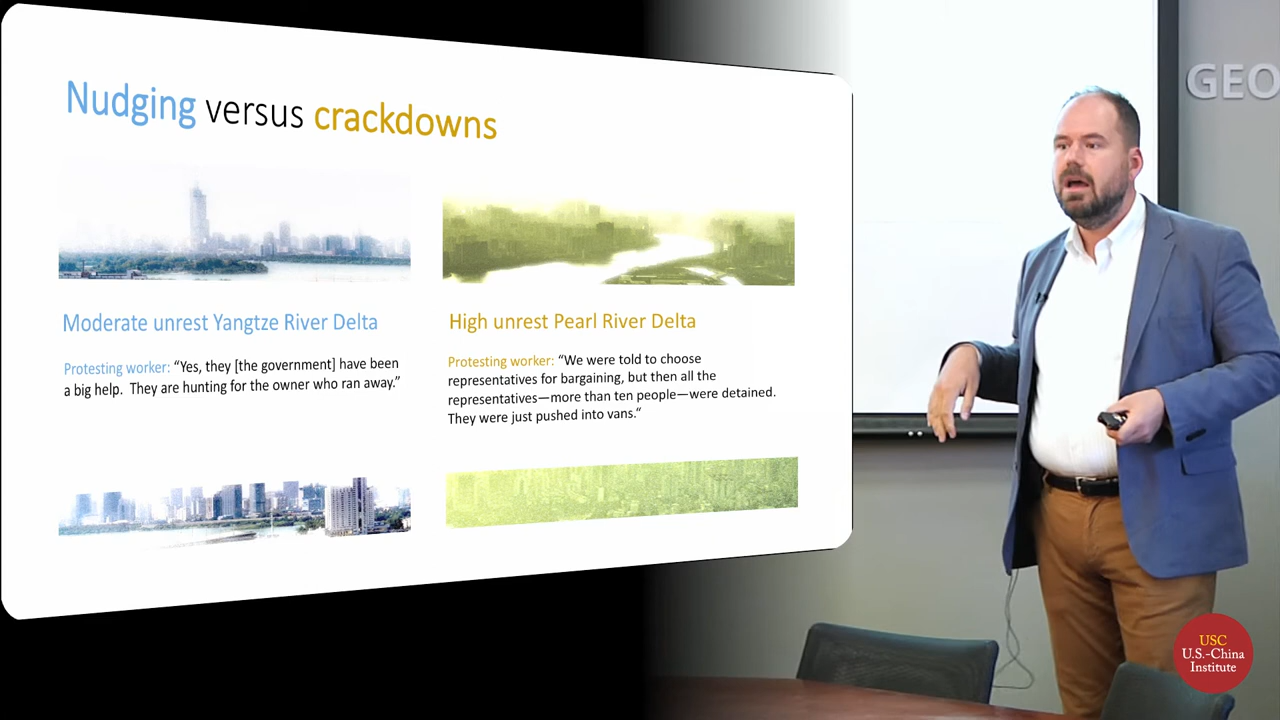 Nudging versus crackdowns
Moderate unrest Yangtze River Delta
Protesting worker: “Yes, they [the government] have been
a big help. They are hunting for the owner who ran away.”
High unrest Pearl River Delta
Protesting worker: “We were told to choose
representatives for bargaining, but then all the
representatives—more than ten people—were detained.
They were just pushed into vans.“
GEO
USC
U.S.-China
Institute